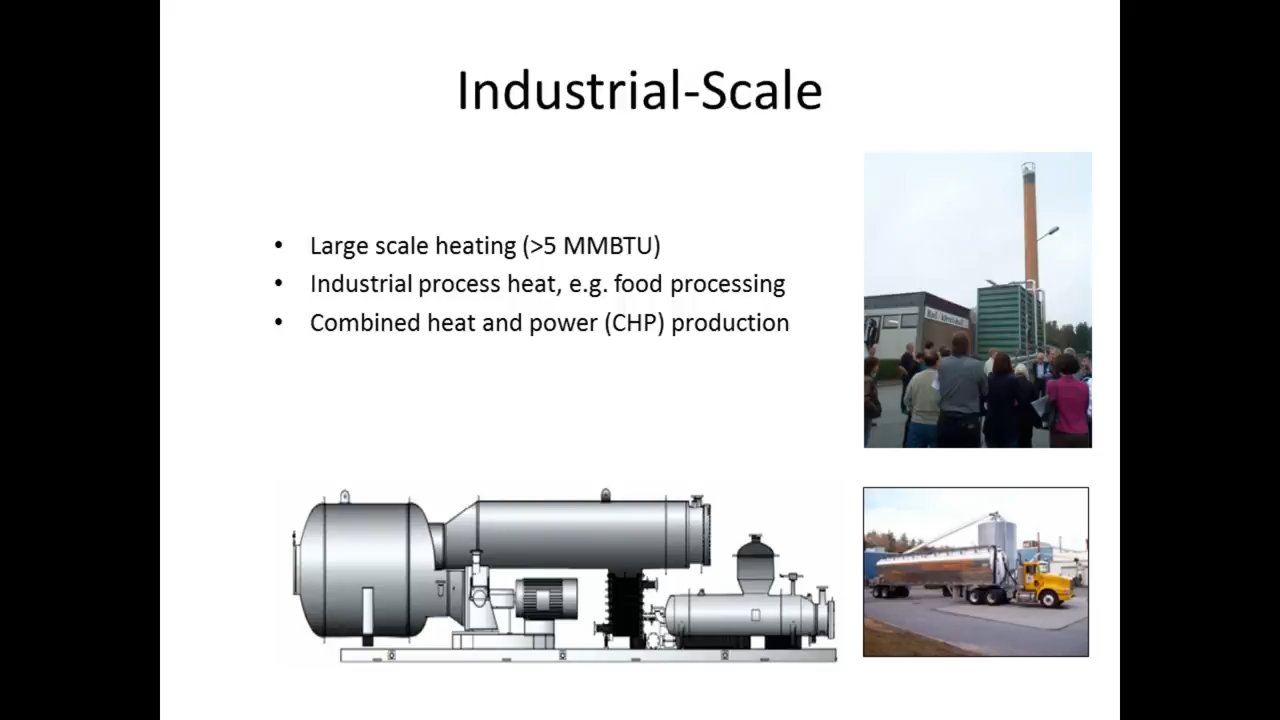 Industrial-Scale
• Large scale heating (>5 MMBTU)
• Industrial process heat, e.g. food processing
• Combined heat and power (CHP) production